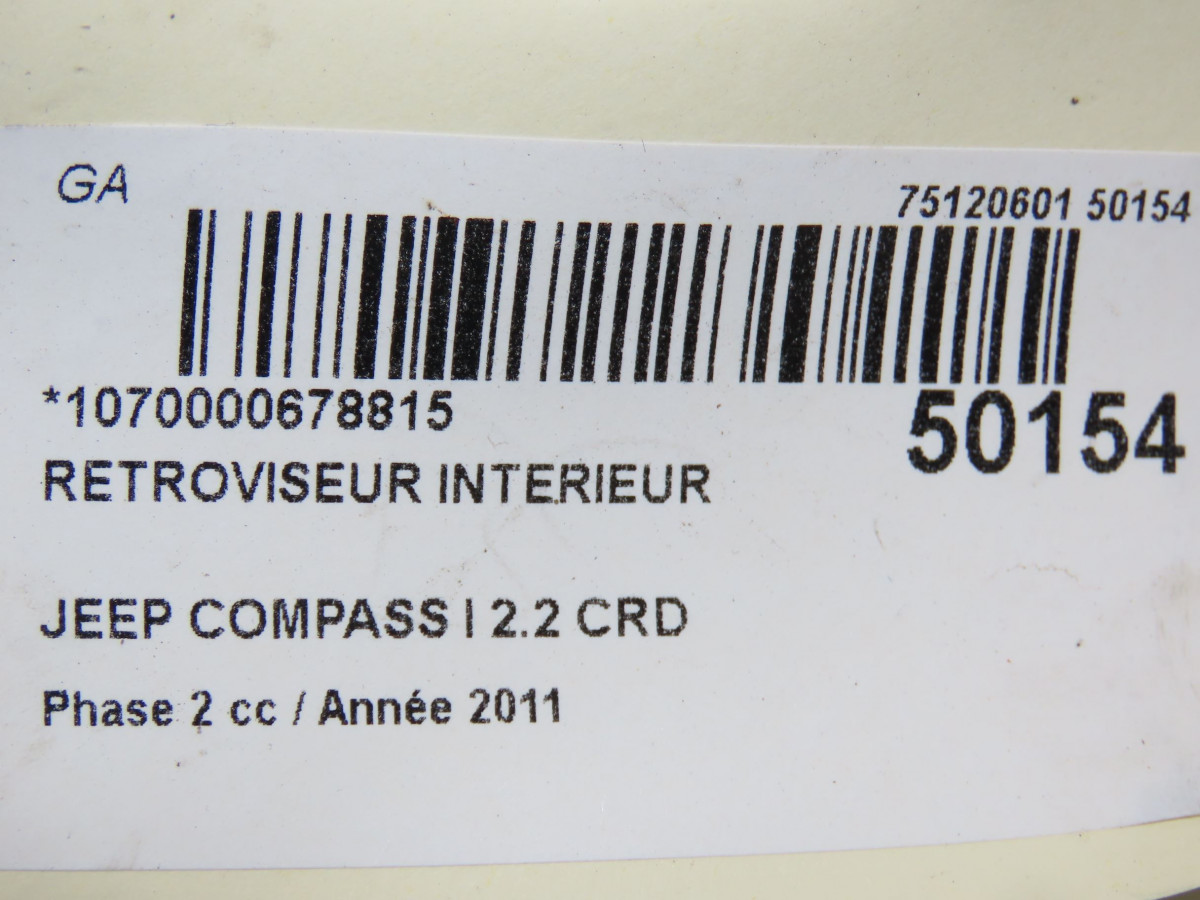 GA
75120601 50154
*1070000678815
50154
RETROVISEUR INTERIEUR
JEEP COMPASS I 2.2 CRD
Phase 2 cc / Année 2011